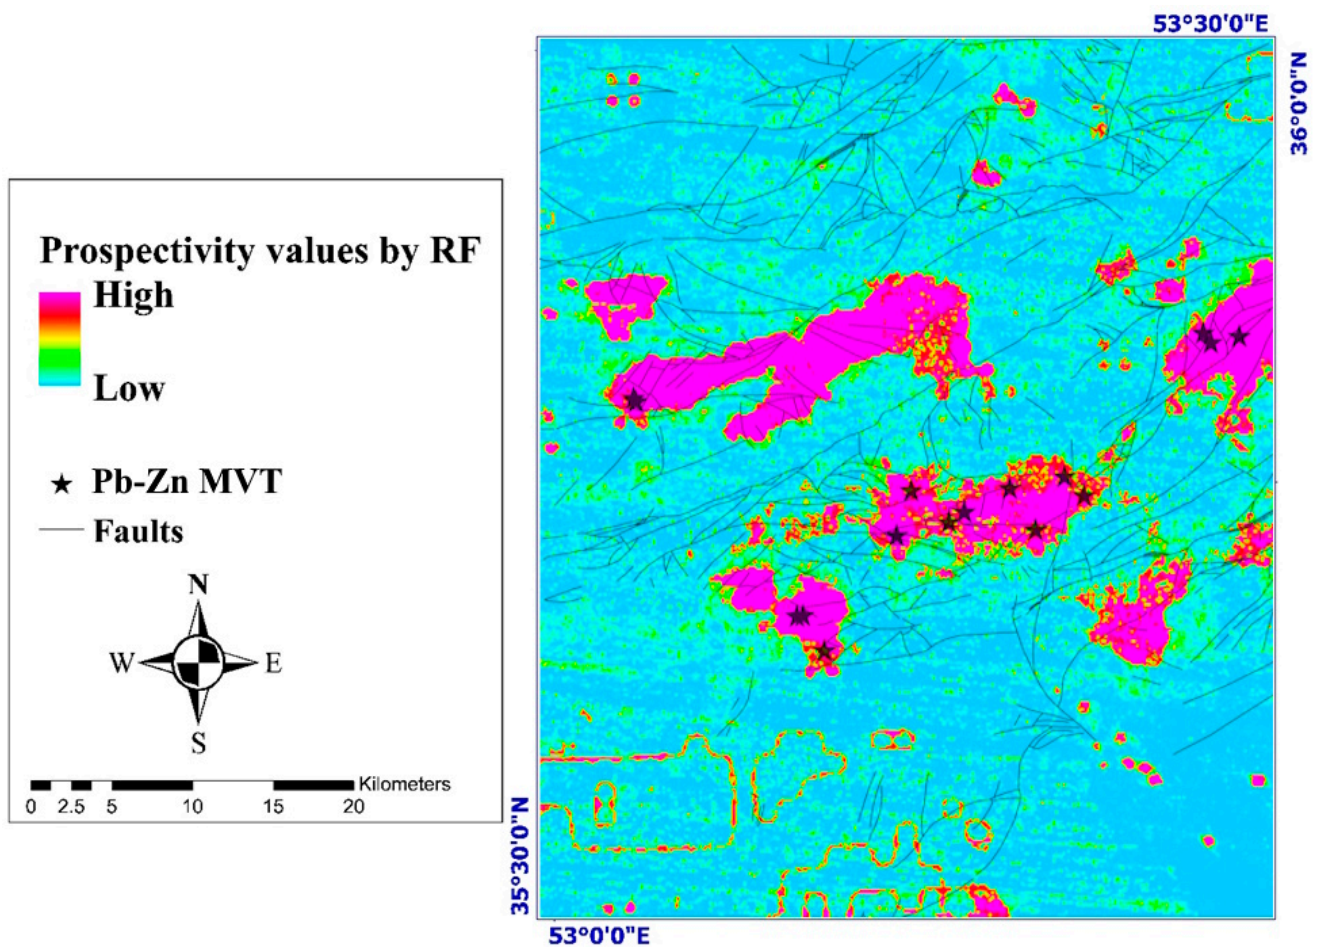 53°30'0"E
36°0'0"N
Prospectivity values by RF
High
Low
Pb-Zn MVT
Faults
N
W E
S
Kilometers
0 2.5 5 10 15 20
35°30'0"N
53°0'0"E